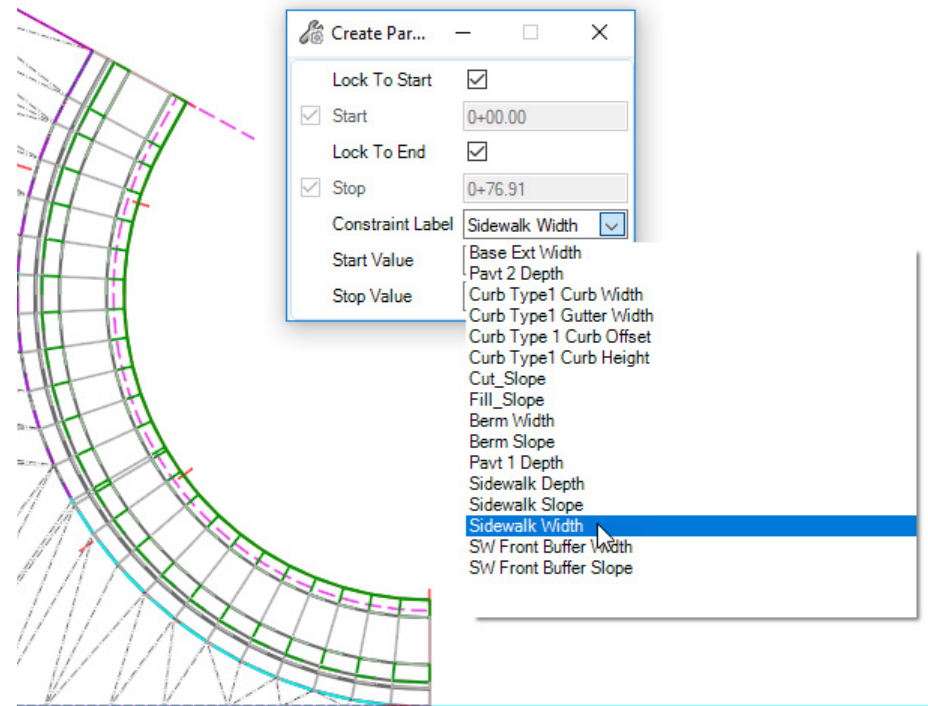 Create Par...
Lock To Start
Start 0+00.00
Lock To End
Stop 0+76.91
Constraint Label Sidewalk Width
Start Value
Stop Value
Base Ext Width
Pavt 2 Depth
Curb Type1 Curb Width
Curb Type1 Gutter Width
Curb Type 1 Curb Offset
Curb Type1 Curb Height
Cut_Slope
Fill_Slope
Berm Width
Berm Slope
Pavt 1 Depth
Sidewalk Depth
Sidewalk Slope
Sidewalk Width
SW Front Buffer Width
SW Front Buffer Slope